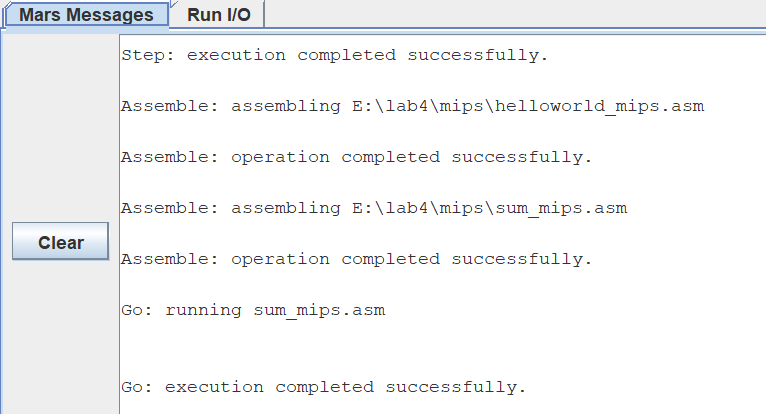 Mars Messages Run I/O
Step: execution completed successfully.
Assemble: assembling E:\lab4\mips\helloworld_mips.asm
Assemble: operation completed successfully.
Assemble: assembling E:\lab4\mips\sum_mips.asm
Clear
Assemble: operation completed successfully.
Go: running sum_mips.asm
Go: execution completed successfully.